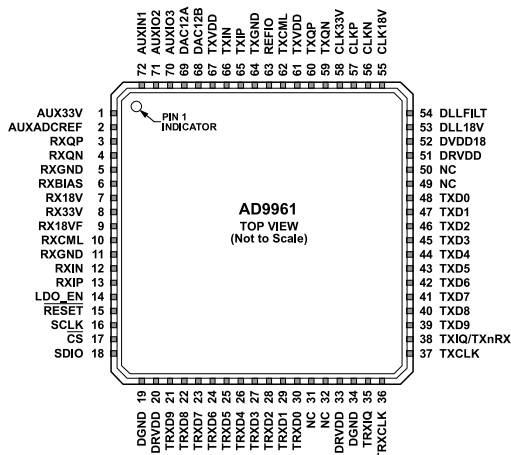 72 AUXIN1
71 AUXIO2
70 AUXIO3
69 DAC12A
68 DAC12B
67 TXVDD
66 TXIN
65 TXIP
64 TXGND
63 REFIO
62 TXCML
61 TXVDD
60 TXQP
59 TXQN
58 CLK33V
57 CLKP
56 CLKN
55 CLK18V
AUX33V 1
AUXADCREF 2
RXQP 3
RXQN 4
RXGND 5
RXBIAS 6
RX18V 7
RX33V 8
RX18VF 9
RXCML 10
RXGND 11
RXIN 12
RXIP 13
LDO_EN 14
RESET 15
SCLK 16
CS 17
SDIO 18
PIN 1
INDICATOR
AD9961
TOP VIEW
(Not to Scale)
54 DLLFILT
53 DLL18V
52 DVDD18
51 DRVDD
50 NC
49 NC
48 TXD0
47 TXD1
46 TXD2
45 TXD3
44 TXD4
43 TXD5
42 TXD6
41 TXD7
40 TXD8
39 TXD9
38 TXIQ/TXnRX
37 TXCLK
DGND 19
DRVDD 20
TRXD9 21
TRXD8 22
TRXD7 23
TRXD6 24
TRXD5 25
TRXD4 26
TRXD3 27
TRXD2 28
TRXD1 29
TRXD0 30
NC 31
NC 32
DRVDD 33
DGND 34
TRXIQ 35
TRXCLK 36